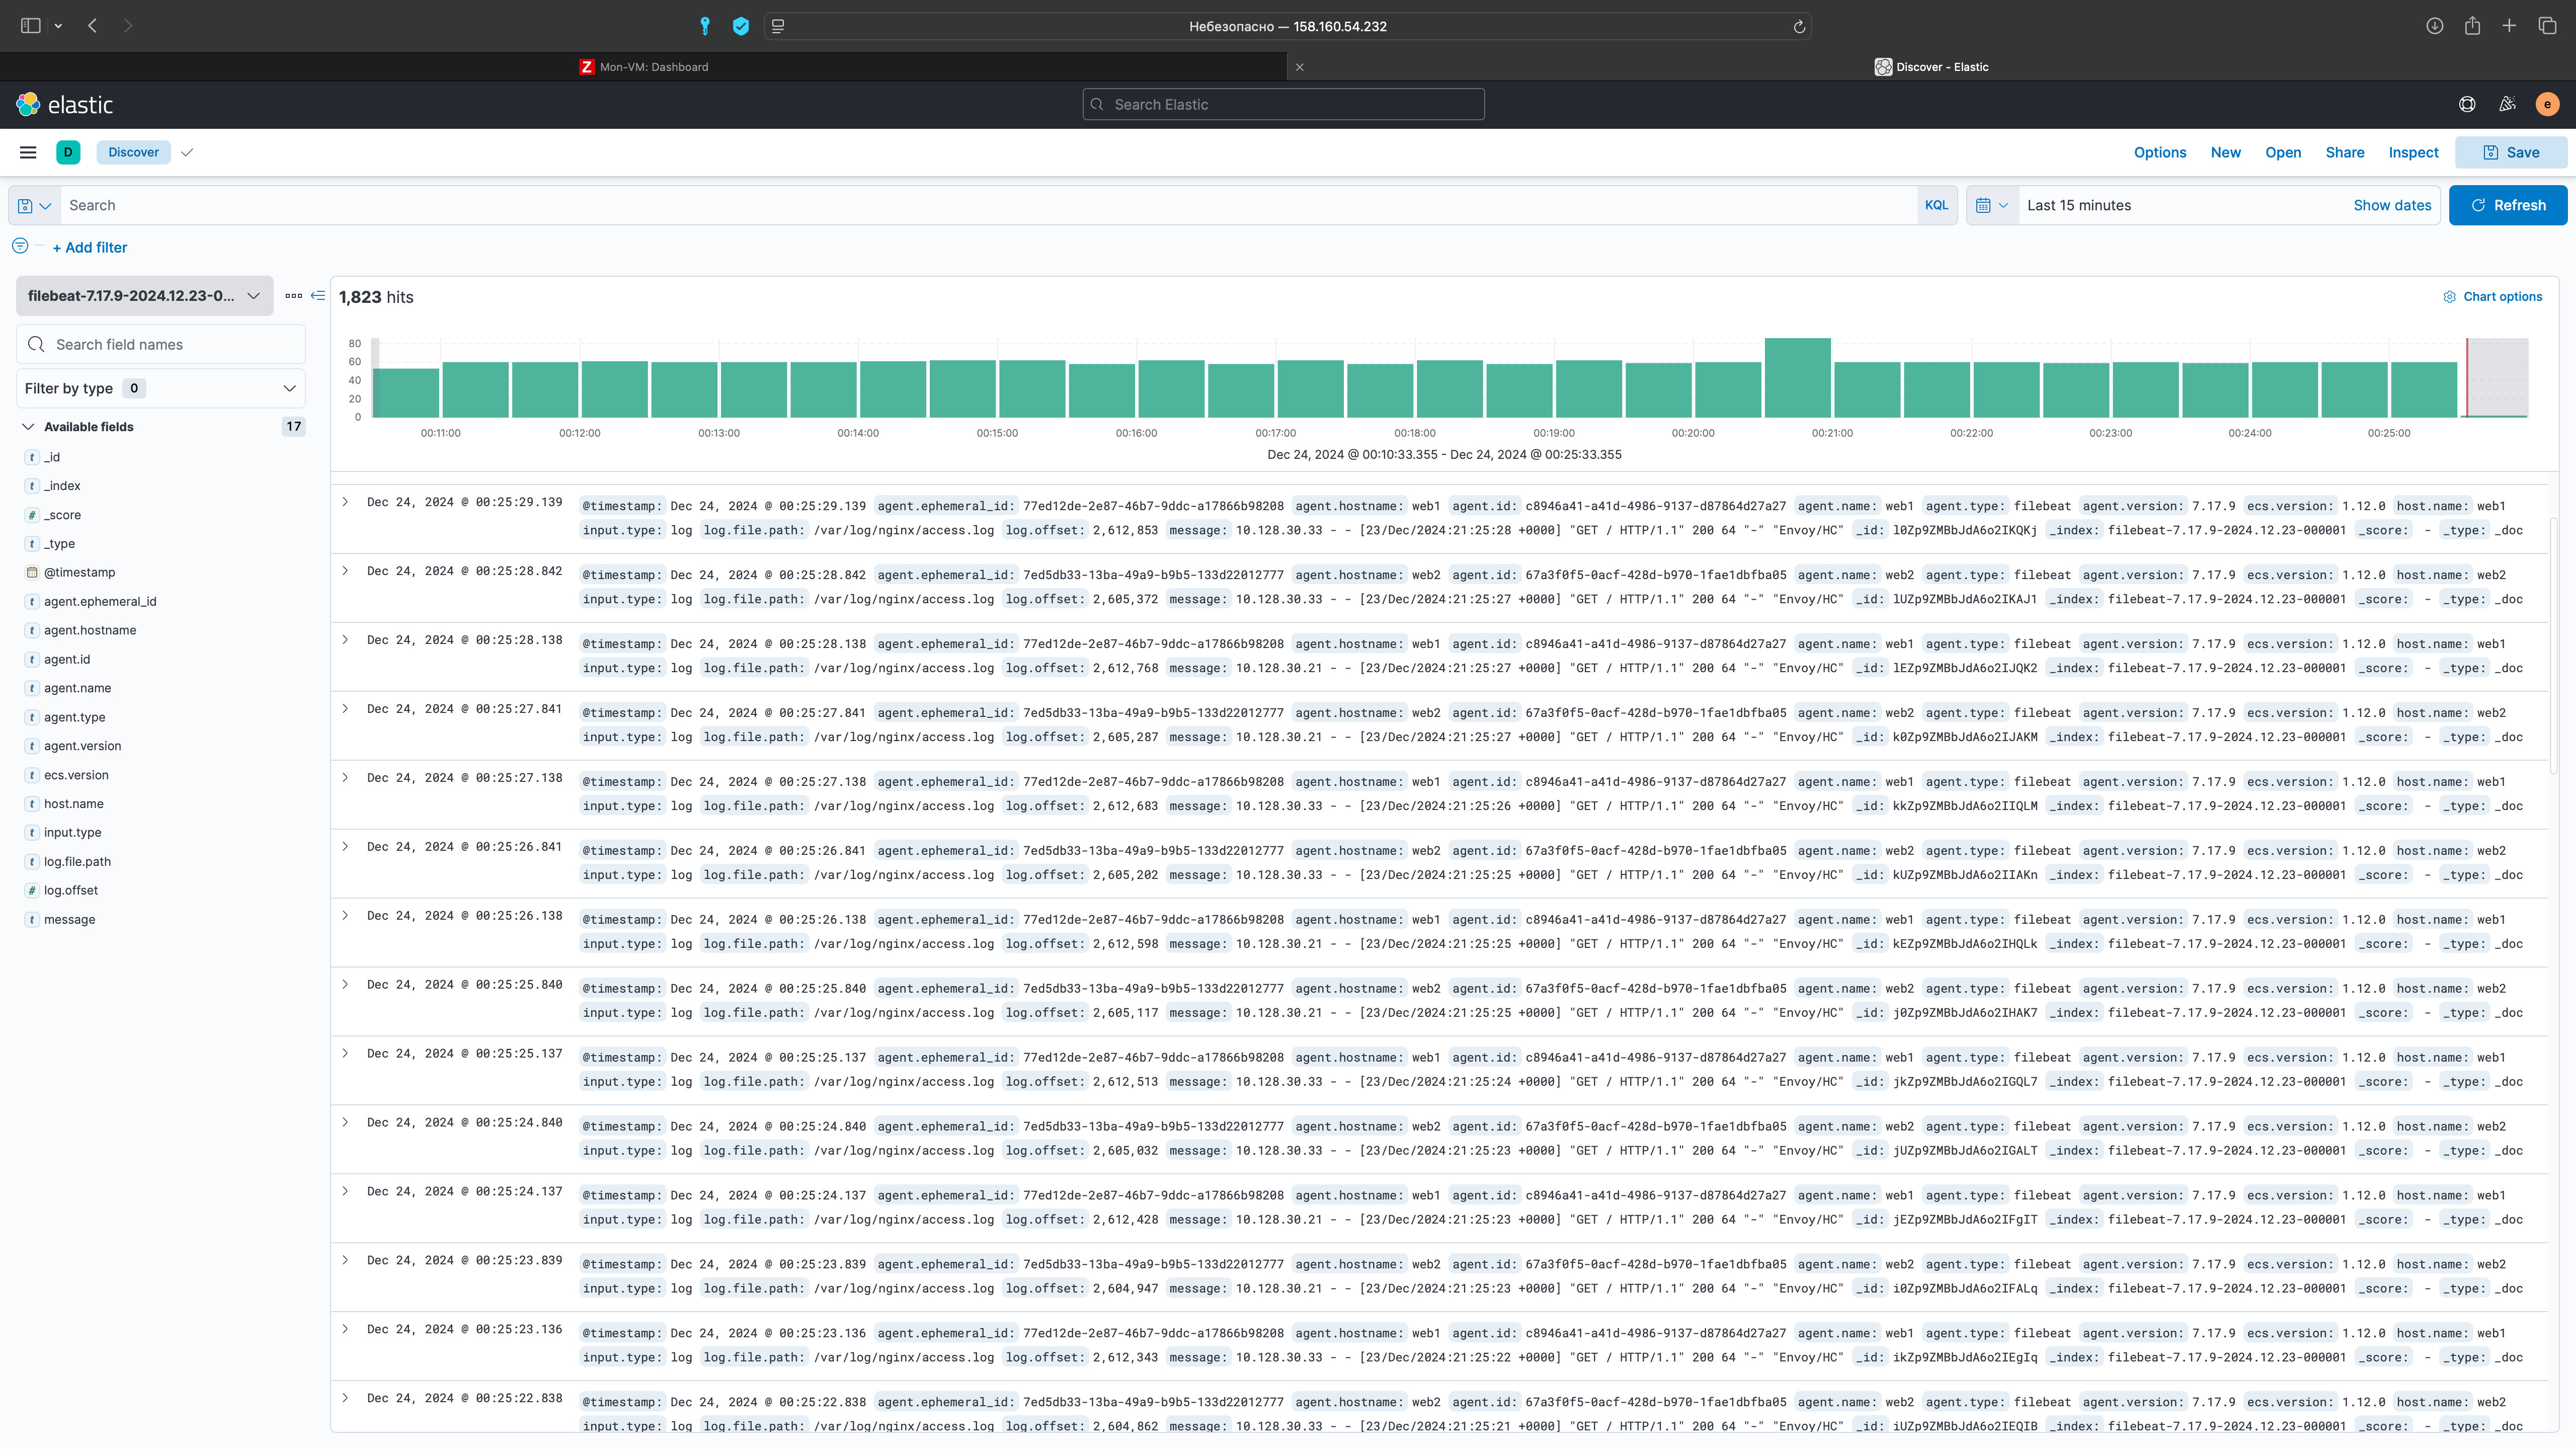 Небезопасно — 158.160.54.232
Z Mon-VM: Dashboard
Discover - Elastic
elastic
Search Elastic
e
D Discover
Options New Open Share Inspect Save
Search KQL Last 15 minutes Show dates Refresh
+ Add filter
filebeat-7.17.9-2024.12.23-0...
Search field names
Filter by type 0
Available fields 17
t _id
t _index
# _score
t _type
@timestamp
t agent.ephemeral_id
t agent.hostname
t agent.id
t agent.name
t agent.type
t agent.version
t ecs.version
t host.name
t input.type
t log.file.path
# log.offset
t message
1,823 hits
Chart options
80
60
40
20
0
00:11:00 00:12:00 00:13:00 00:14:00 00:15:00 00:16:00 00:17:00 00:18:00 00:19:00 00:20:00 00:21:00 00:22:00 00:23:00 00:24:00 00:25:00
Dec 24, 2024 @ 00:10:33.355 - Dec 24, 2024 @ 00:25:33.355
Dec 24, 2024 @ 00:25:29.139 @timestamp: Dec 24, 2024 @ 00:25:29.139 agent.ephemeral_id: 77ed12de-2e87-46b7-9ddc-a17866b98208 agent.hostname: web1 agent.id: c8946a41-a41d-4986-9137-d87864d27a27 agent.name: web1 agent.type: filebeat agent.version: 7.17.9 ecs.version: 1.12.0 host.name: web1
input.type: log log.file.path: /var/log/nginx/access.log log.offset: 2,612,853 message: 10.128.30.33 - - [23/Dec/2024:21:25:28 +0000] "GET / HTTP/1.1" 200 64 "-" "Envoy/HC" _id: l0Zp9ZMBbJdA6o2IKQKj _index: filebeat-7.17.9-2024.12.23-000001 _score: - _type: _doc
Dec 24, 2024 @ 00:25:28.842 @timestamp: Dec 24, 2024 @ 00:25:28.842 agent.ephemeral_id: 7ed5db33-13ba-49a9-b9b5-133d22012777 agent.hostname: web2 agent.id: 67a3f0f5-0acf-428d-b970-1fae1dbfba05 agent.name: web2 agent.type: filebeat agent.version: 7.17.9 ecs.version: 1.12.0 host.name: web2
input.type: log log.file.path: /var/log/nginx/access.log log.offset: 2,605,372 message: 10.128.30.33 - - [23/Dec/2024:21:25:27 +0000] "GET / HTTP/1.1" 200 64 "-" "Envoy/HC" _id: lUZp9ZMBbJdA6o2IKAJ1 _index: filebeat-7.17.9-2024.12.23-000001 _score: - _type: _doc
Dec 24, 2024 @ 00:25:28.138 @timestamp: Dec 24, 2024 @ 00:25:28.138 agent.ephemeral_id: 77ed12de-2e87-46b7-9ddc-a17866b98208 agent.hostname: web1 agent.id: c8946a41-a41d-4986-9137-d87864d27a27 agent.name: web1 agent.type: filebeat agent.version: 7.17.9 ecs.version: 1.12.0 host.name: web1
input.type: log log.file.path: /var/log/nginx/access.log log.offset: 2,612,768 message: 10.128.30.21 - - [23/Dec/2024:21:25:27 +0000] "GET / HTTP/1.1" 200 64 "-" "Envoy/HC" _id: lEZp9ZMBbJdA6o2IJQK2 _index: filebeat-7.17.9-2024.12.23-000001 _score: - _type: _doc
Dec 24, 2024 @ 00:25:27.841 @timestamp: Dec 24, 2024 @ 00:25:27.841 agent.ephemeral_id: 7ed5db33-13ba-49a9-b9b5-133d22012777 agent.hostname: web2 agent.id: 67a3f0f5-0acf-428d-b970-1fae1dbfba05 agent.name: web2 agent.type: filebeat agent.version: 7.17.9 ecs.version: 1.12.0 host.name: web2
input.type: log log.file.path: /var/log/nginx/access.log log.offset: 2,605,287 message: 10.128.30.21 - - [23/Dec/2024:21:25:27 +0000] "GET / HTTP/1.1" 200 64 "-" "Envoy/HC" _id: k0Zp9ZMBbJdA6o2IJAKM _index: filebeat-7.17.9-2024.12.23-000001 _score: - _type: _doc
Dec 24, 2024 @ 00:25:27.138 @timestamp: Dec 24, 2024 @ 00:25:27.138 agent.ephemeral_id: 77ed12de-2e87-46b7-9ddc-a17866b98208 agent.hostname: web1 agent.id: c8946a41-a41d-4986-9137-d87864d27a27 agent.name: web1 agent.type: filebeat agent.version: 7.17.9 ecs.version: 1.12.0 host.name: web1
input.type: log log.file.path: /var/log/nginx/access.log log.offset: 2,612,683 message: 10.128.30.33 - - [23/Dec/2024:21:25:26 +0000] "GET / HTTP/1.1" 200 64 "-" "Envoy/HC" _id: kkZp9ZMBbJdA6o2IIQLM _index: filebeat-7.17.9-2024.12.23-000001 _score: - _type: _doc
Dec 24, 2024 @ 00:25:26.841 @timestamp: Dec 24, 2024 @ 00:25:26.841 agent.ephemeral_id: 7ed5db33-13ba-49a9-b9b5-133d22012777 agent.hostname: web2 agent.id: 67a3f0f5-0acf-428d-b970-1fae1dbfba05 agent.name: web2 agent.type: filebeat agent.version: 7.17.9 ecs.version: 1.12.0 host.name: web2
input.type: log log.file.path: /var/log/nginx/access.log log.offset: 2,605,202 message: 10.128.30.33 - - [23/Dec/2024:21:25:25 +0000] "GET / HTTP/1.1" 200 64 "-" "Envoy/HC" _id: kUZp9ZMBbJdA6o2IIAKn _index: filebeat-7.17.9-2024.12.23-000001 _score: - _type: _doc
Dec 24, 2024 @ 00:25:26.138 @timestamp: Dec 24, 2024 @ 00:25:26.138 agent.ephemeral_id: 77ed12de-2e87-46b7-9ddc-a17866b98208 agent.hostname: web1 agent.id: c8946a41-a41d-4986-9137-d87864d27a27 agent.name: web1 agent.type: filebeat agent.version: 7.17.9 ecs.version: 1.12.0 host.name: web1
input.type: log log.file.path: /var/log/nginx/access.log log.offset: 2,612,598 message: 10.128.30.21 - - [23/Dec/2024:21:25:25 +0000] "GET / HTTP/1.1" 200 64 "-" "Envoy/HC" _id: kEZp9ZMBbJdA6o2IHQLk _index: filebeat-7.17.9-2024.12.23-000001 _score: - _type: _doc
Dec 24, 2024 @ 00:25:25.840 @timestamp: Dec 24, 2024 @ 00:25:25.840 agent.ephemeral_id: 7ed5db33-13ba-49a9-b9b5-133d22012777 agent.hostname: web2 agent.id: 67a3f0f5-0acf-428d-b970-1fae1dbfba05 agent.name: web2 agent.type: filebeat agent.version: 7.17.9 ecs.version: 1.12.0 host.name: web2
input.type: log log.file.path: /var/log/nginx/access.log log.offset: 2,605,117 message: 10.128.30.21 - - [23/Dec/2024:21:25:25 +0000] "GET / HTTP/1.1" 200 64 "-" "Envoy/HC" _id: j0Zp9ZMBbJdA6o2IHAK7 _index: filebeat-7.17.9-2024.12.23-000001 _score: - _type: _doc
Dec 24, 2024 @ 00:25:25.137 @timestamp: Dec 24, 2024 @ 00:25:25.137 agent.ephemeral_id: 77ed12de-2e87-46b7-9ddc-a17866b98208 agent.hostname: web1 agent.id: c8946a41-a41d-4986-9137-d87864d27a27 agent.name: web1 agent.type: filebeat agent.version: 7.17.9 ecs.version: 1.12.0 host.name: web1
input.type: log log.file.path: /var/log/nginx/access.log log.offset: 2,612,513 message: 10.128.30.33 - - [23/Dec/2024:21:25:24 +0000] "GET / HTTP/1.1" 200 64 "-" "Envoy/HC" _id: jkZp9ZMBbJdA6o2IGQL7 _index: filebeat-7.17.9-2024.12.23-000001 _score: - _type: _doc
Dec 24, 2024 @ 00:25:24.840 @timestamp: Dec 24, 2024 @ 00:25:24.840 agent.ephemeral_id: 7ed5db33-13ba-49a9-b9b5-133d22012777 agent.hostname: web2 agent.id: 67a3f0f5-0acf-428d-b970-1fae1dbfba05 agent.name: web2 agent.type: filebeat agent.version: 7.17.9 ecs.version: 1.12.0 host.name: web2
input.type: log log.file.path: /var/log/nginx/access.log log.offset: 2,605,032 message: 10.128.30.33 - - [23/Dec/2024:21:25:23 +0000] "GET / HTTP/1.1" 200 64 "-" "Envoy/HC" _id: jUZp9ZMBbJdA6o2IGALT _index: filebeat-7.17.9-2024.12.23-000001 _score: - _type: _doc
Dec 24, 2024 @ 00:25:24.137 @timestamp: Dec 24, 2024 @ 00:25:24.137 agent.ephemeral_id: 77ed12de-2e87-46b7-9ddc-a17866b98208 agent.hostname: web1 agent.id: c8946a41-a41d-4986-9137-d87864d27a27 agent.name: web1 agent.type: filebeat agent.version: 7.17.9 ecs.version: 1.12.0 host.name: web1
input.type: log log.file.path: /var/log/nginx/access.log log.offset: 2,612,428 message: 10.128.30.21 - - [23/Dec/2024:21:25:23 +0000] "GET / HTTP/1.1" 200 64 "-" "Envoy/HC" _id: jEZp9ZMBbJdA6o2IFgIT _index: filebeat-7.17.9-2024.12.23-000001 _score: - _type: _doc
Dec 24, 2024 @ 00:25:23.839 @timestamp: Dec 24, 2024 @ 00:25:23.839 agent.ephemeral_id: 7ed5db33-13ba-49a9-b9b5-133d22012777 agent.hostname: web2 agent.id: 67a3f0f5-0acf-428d-b970-1fae1dbfba05 agent.name: web2 agent.type: filebeat agent.version: 7.17.9 ecs.version: 1.12.0 host.name: web2
input.type: log log.file.path: /var/log/nginx/access.log log.offset: 2,604,947 message: 10.128.30.21 - - [23/Dec/2024:21:25:23 +0000] "GET / HTTP/1.1" 200 64 "-" "Envoy/HC" _id: i0Zp9ZMBbJdA6o2IFALq _index: filebeat-7.17.9-2024.12.23-000001 _score: - _type: _doc
Dec 24, 2024 @ 00:25:23.136 @timestamp: Dec 24, 2024 @ 00:25:23.136 agent.ephemeral_id: 77ed12de-2e87-46b7-9ddc-a17866b98208 agent.hostname: web1 agent.id: c8946a41-a41d-4986-9137-d87864d27a27 agent.name: web1 agent.type: filebeat agent.version: 7.17.9 ecs.version: 1.12.0 host.name: web1
input.type: log log.file.path: /var/log/nginx/access.log log.offset: 2,612,343 message: 10.128.30.33 - - [23/Dec/2024:21:25:22 +0000] "GET / HTTP/1.1" 200 64 "-" "Envoy/HC" _id: ikZp9ZMBbJdA6o2IEgIq _index: filebeat-7.17.9-2024.12.23-000001 _score: - _type: _doc
Dec 24, 2024 @ 00:25:22.838 @timestamp: Dec 24, 2024 @ 00:25:22.838 agent.ephemeral_id: 7ed5db33-13ba-49a9-b9b5-133d22012777 agent.hostname: web2 agent.id: 67a3f0f5-0acf-428d-b970-1fae1dbfba05 agent.name: web2 agent.type: filebeat agent.version: 7.17.9 ecs.version: 1.12.0 host.name: web2
input.type: log log.file.path: /var/log/nginx/access.log log.offset: 2,604,862 message: 10.128.30.33 - - [23/Dec/2024:21:25:21 +0000] "GET / HTTP/1.1" 200 64 "-" "Envoy/HC" _id: iUZp9ZMBbJdA6o2IEQIB _index: filebeat-7.17.9-2024.12.23-000001 _score: - _type: _doc